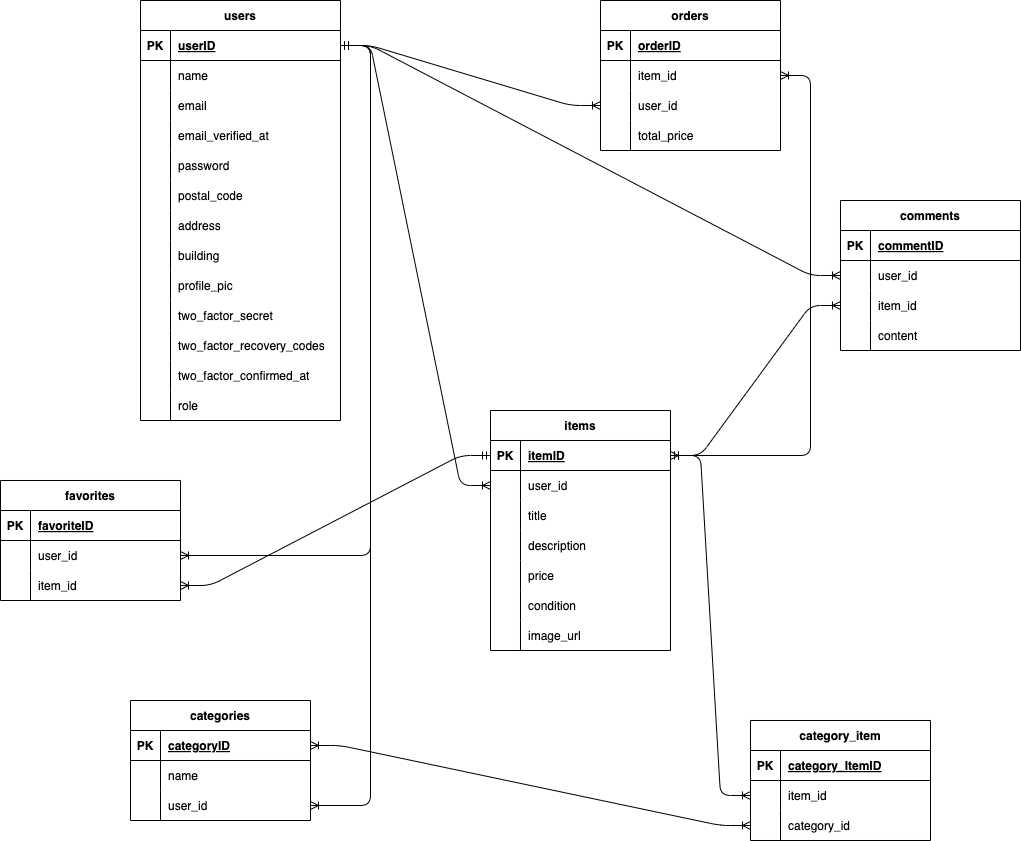 users
PK userID
name
email
email_verified_at
password
postal_code
address
building
profile_pic
two_factor_secret
two_factor_recovery_codes
two_factor_confirmed_at
role
orders
PK orderID
item_id
user_id
total_price
comments
PK commentID
user_id
item_id
content
items
PK itemID
user_id
title
description
price
condition
image_url
favorites
PK favoriteID
user_id
item_id
categories
PK categoryID
name
user_id
category_item
PK category_ItemID
item_id
category_id